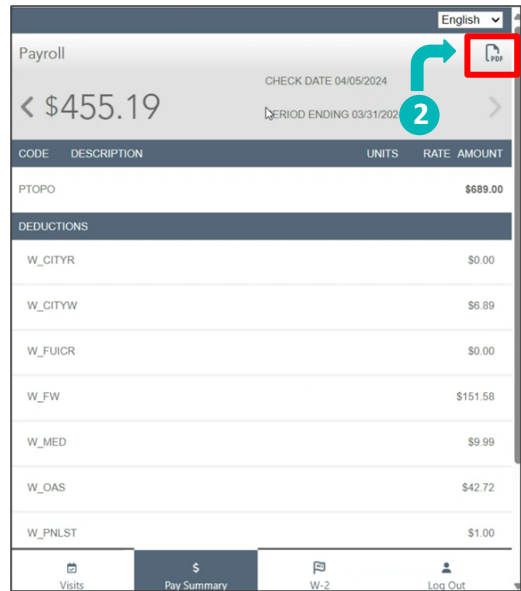 English
Payroll
PDF
CHECK DATE 04/05/2024
$455.19
PERIOD ENDING 03/31/202
2
CODE DESCRIPTION UNITS RATE AMOUNT
PTOPO $689.00
DEDUCTIONS
W_CITYR $0.00
W_CITYW $6.89
W_FUICR $0.00
W_FW $151.58
W_MED $9.99
W_OAS $42.72
W_PNLST $1.00
Visits Pay Summary W-2 Log Out